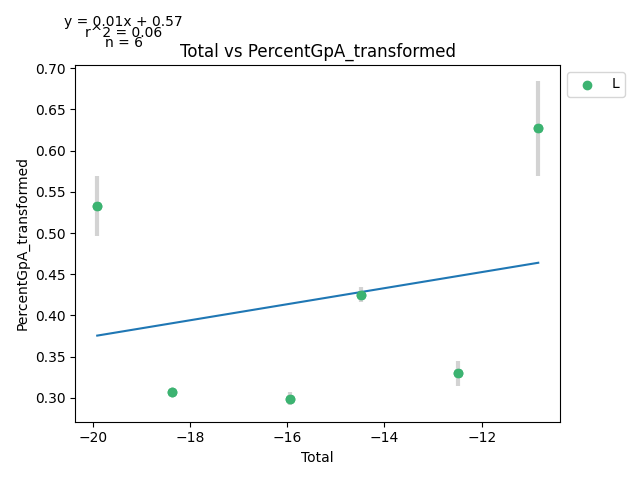 y = 0.01x + 0.57
r^2 = 0.06
n = 6
Total vs PercentGpA_transformed
L
PercentGpA_transformed
0.70
0.65
0.60
0.55
0.50
0.45
0.40
0.35
0.30
−20
−18
−16
−14
−12
Total